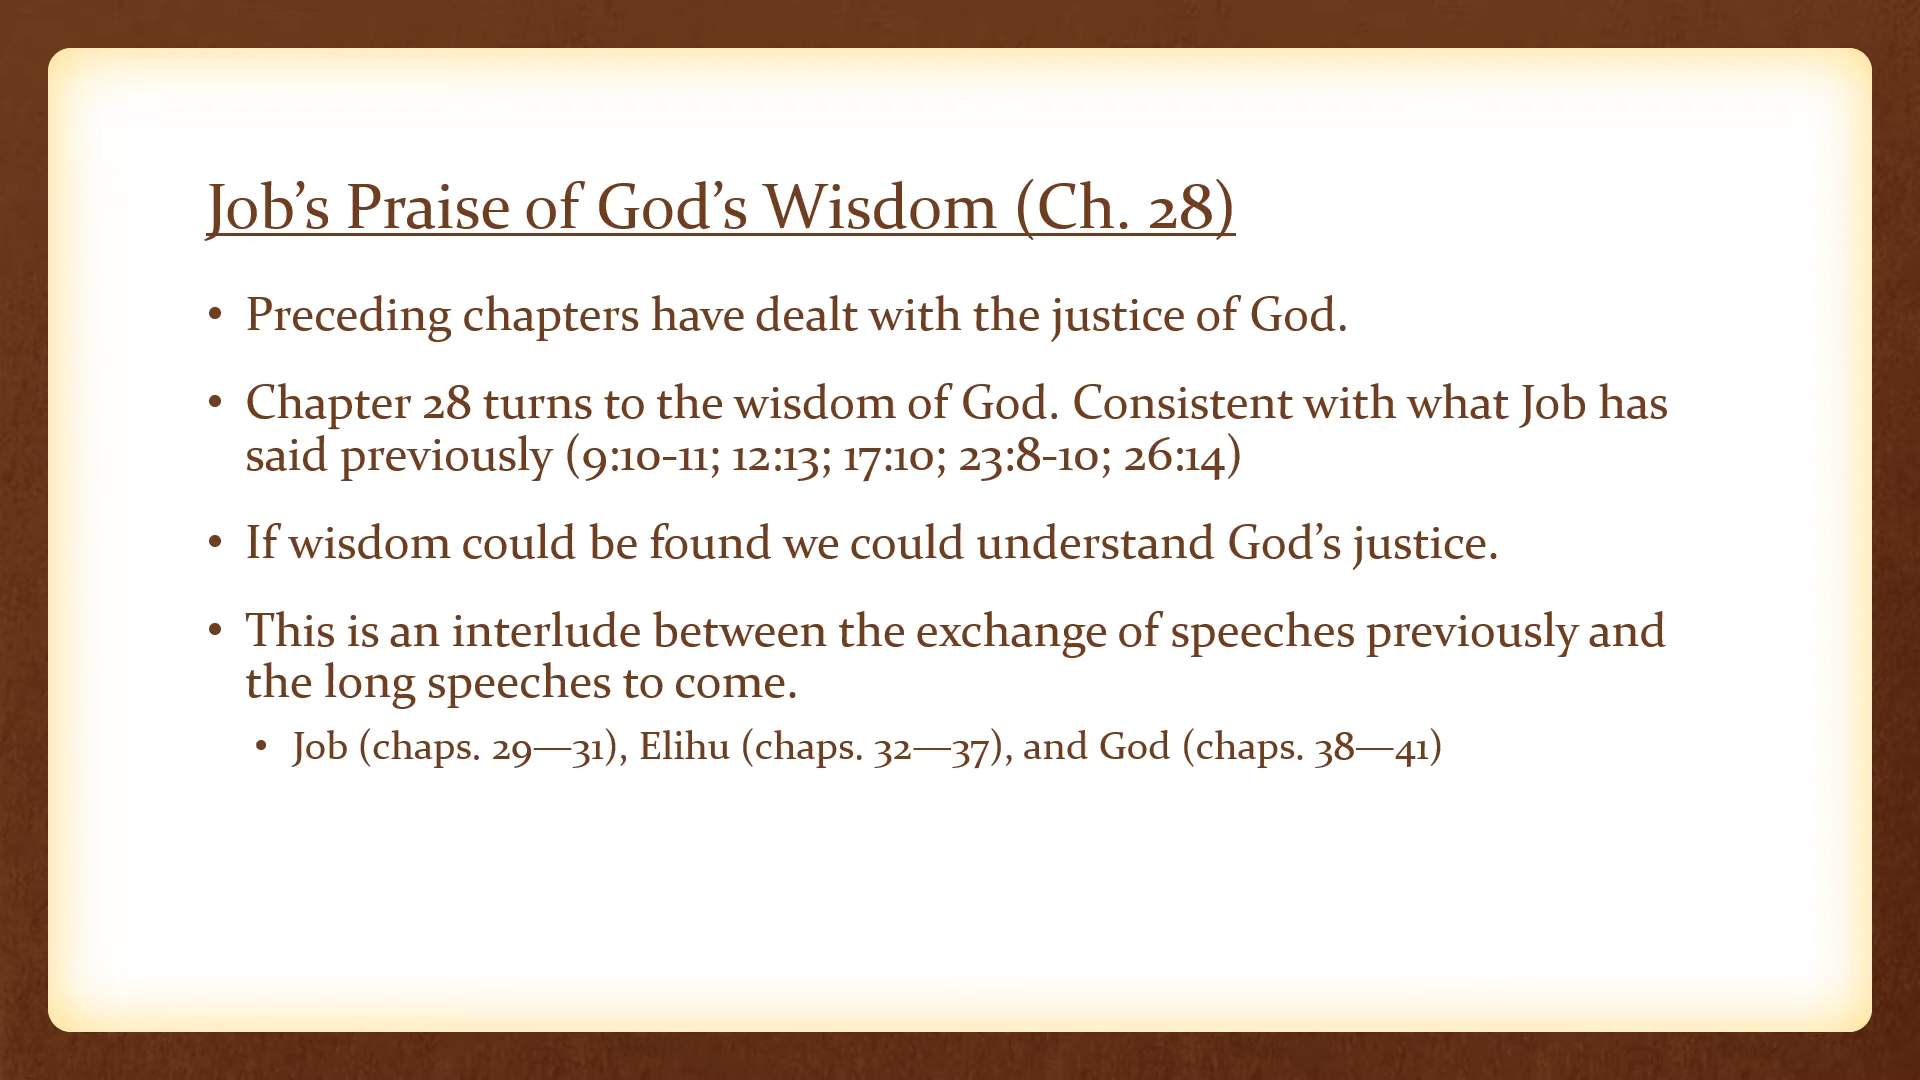 Job’s Praise of God’s Wisdom (Ch. 28)
• Preceding chapters have dealt with the justice of God.
• Chapter 28 turns to the wisdom of God. Consistent with what Job has
said previously (9:10-11; 12:13; 17:10; 23:8-10; 26:14)
• If wisdom could be found we could understand God’s justice.
• This is an interlude between the exchange of speeches previously and
the long speeches to come.
• Job (chaps. 29—31), Elihu (chaps. 32—37), and God (chaps. 38—41)